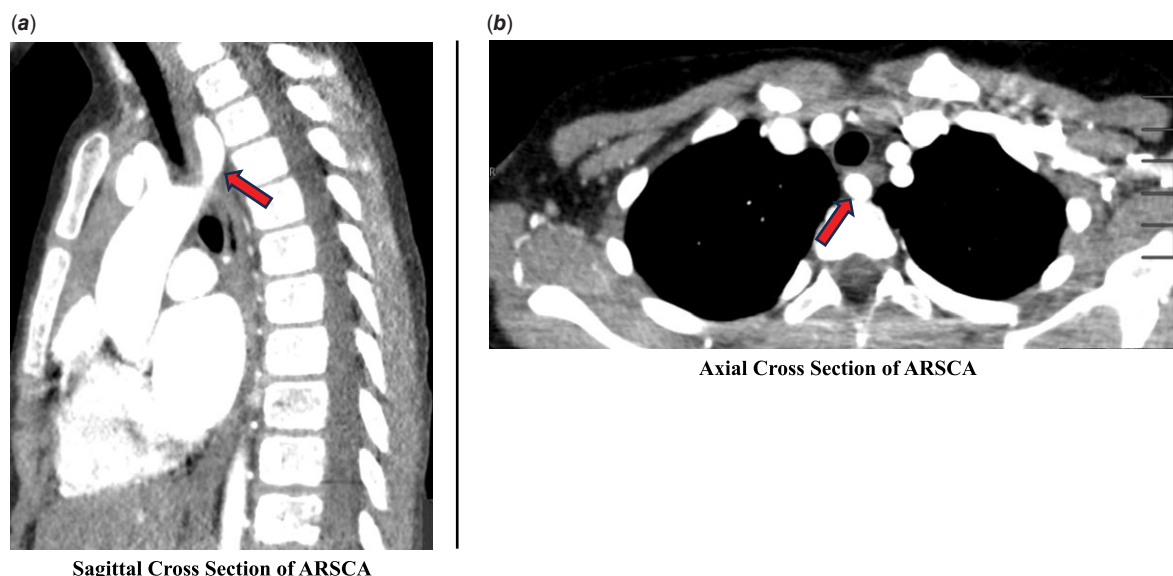 (a)
(b)
R
Axial Cross Section of ARSCA
Sagittal Cross Section of ARSCA